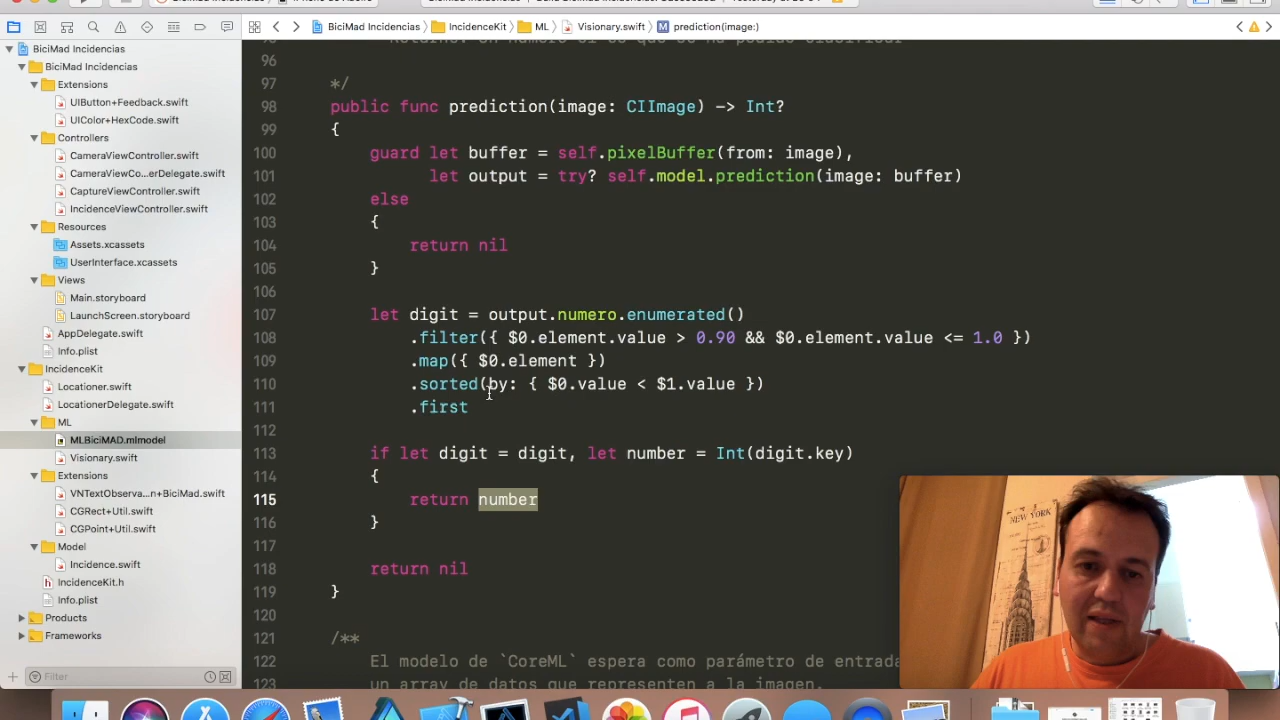 BiciMad Incidencias
IncidenceKit
ML
Visionary.swift
prediction(image:)
BiciMad Incidencias
BiciMad Incidencias
Extensions
UIButton+Feedback.swift
UIColor+HexCode.swift
Controllers
CameraViewController.swift
CameraViewCo...erDelegate.swift
CaptureViewController.swift
IncidenceViewController.swift
Resources
Assets.xcassets
UserInterface.xcassets
Views
Main.storyboard
LaunchScreen.storyboard
AppDelegate.swift
Info.plist
IncidenceKit
Locationer.swift
LocationerDelegate.swift
ML
MLBiciMAD.mlmodel
Visionary.swift
Extensions
VNTextObserva...n+BiciMad.swift
CGRect+Util.swift
CGPoint+Util.swift
Model
Incidence.swift
IncidenceKit.h
Info.plist
Products
Frameworks
Filter
96
97 */
98 public func prediction(image: CIImage) -> Int?
99 {
100 guard let buffer = self.pixelBuffer(from: image),
101 let output = try? self.model.prediction(image: buffer)
102 else
103 {
104 return nil
105 }
106
107 let digit = output.numero.enumerated()
108 .filter({ $0.element.value > 0.90 && $0.element.value <= 1.0 })
109 .map({ $0.element })
110 .sorted(by: { $0.value < $1.value })
111 .first
112
113 if let digit = digit, let number = Int(digit.key)
114 {
115 return number
116 }
117
118 return nil
119 }
120
121 /**
122 El modelo de `CoreML` espera como parámetro de entrada
123 un array de datos que representen a la imagen.
NEW YORK